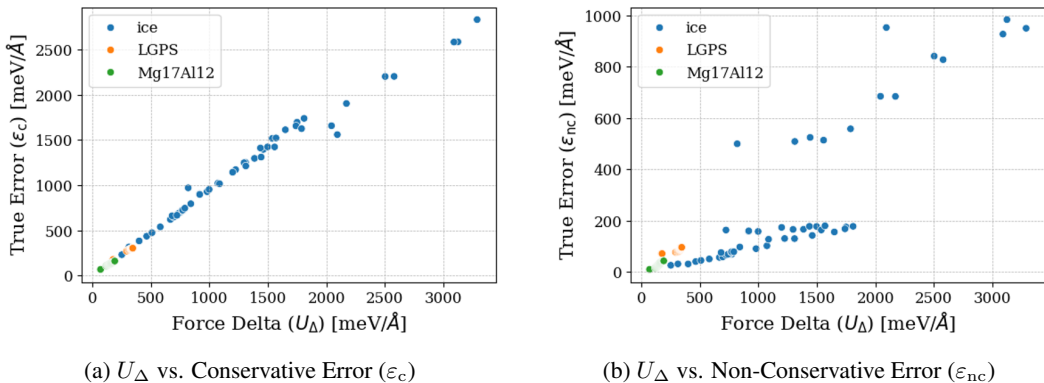 ice
LGPS
Mg17Al12
True Error (εc) [meV/Å]
2500
2000
1500
1000
500
0
0 500 1000 1500 2000 2500 3000
Force Delta (UΔ) [meV/Å]
(a) UΔ vs. Conservative Error (εc)
ice
LGPS
Mg17Al12
True Error (εnc) [meV/Å]
1000
800
600
400
200
0
0 500 1000 1500 2000 2500 3000
Force Delta (UΔ) [meV/Å]
(b) UΔ vs. Non-Conservative Error (εnc)